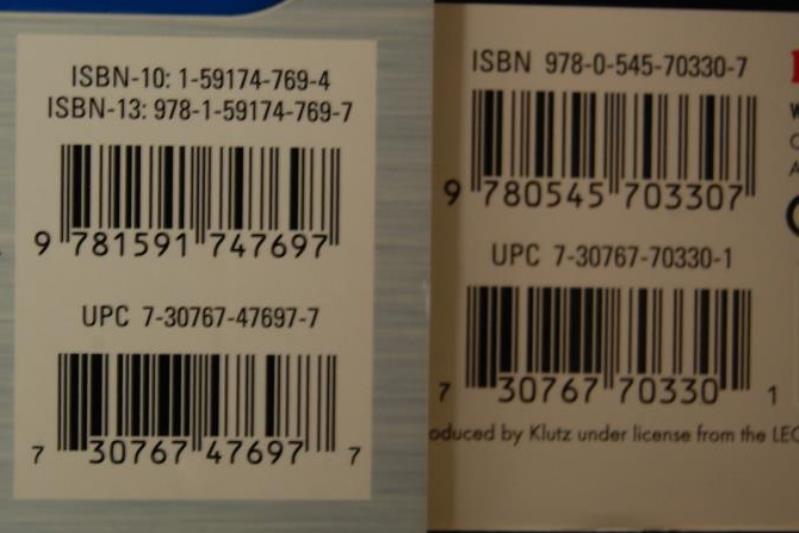 ISBN-10: 1-59174-769-4
ISBN-13: 978-1-59174-769-7
9 781591 747697
UPC 7-30767-47697-7
7 30767 47697 7
ISBN 978-0-545-70330-7
9 780545 703307
UPC 7-30767-70330-1
7 30767 70330 1
oduced by Klutz under license from the LEG